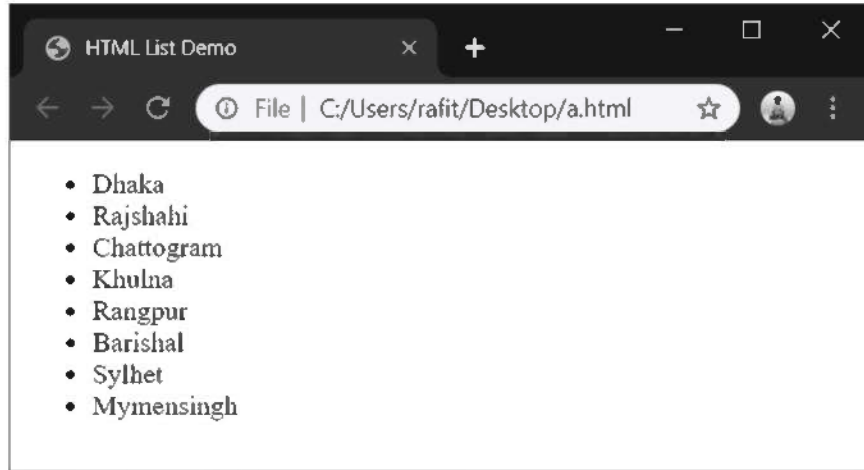 HTML List Demo
File | C:/Users/rafit/Desktop/a.html
Dhaka
Rajshahi
Chattogram
Khulna
Rangpur
Barishal
Sylhet
Mymensingh